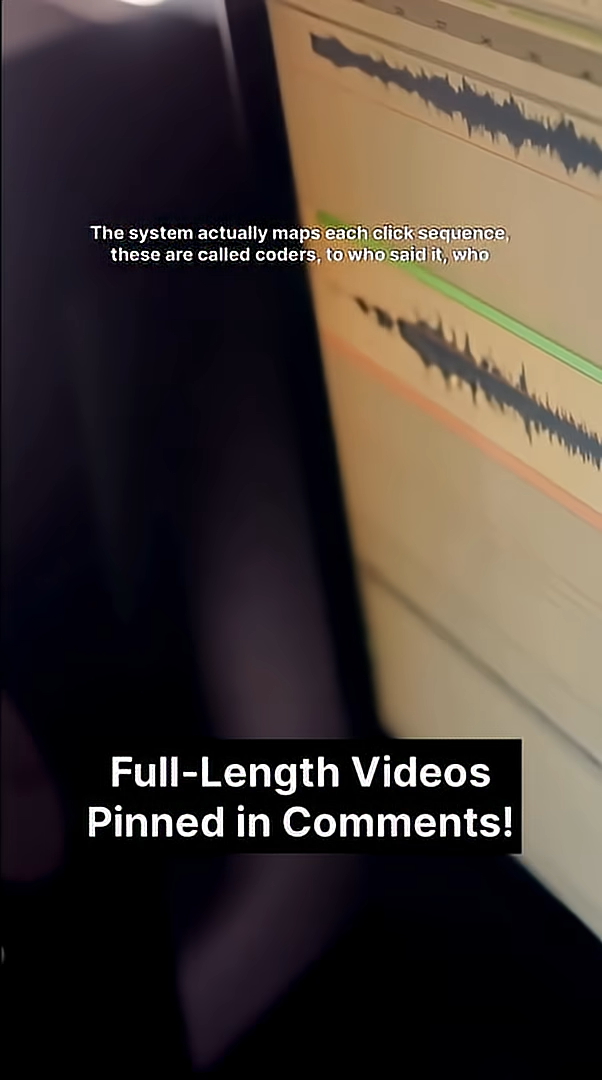 The system actually maps each click sequence,
these are called coders, to who said it, who
Full-Length Videos
Pinned in Comments!